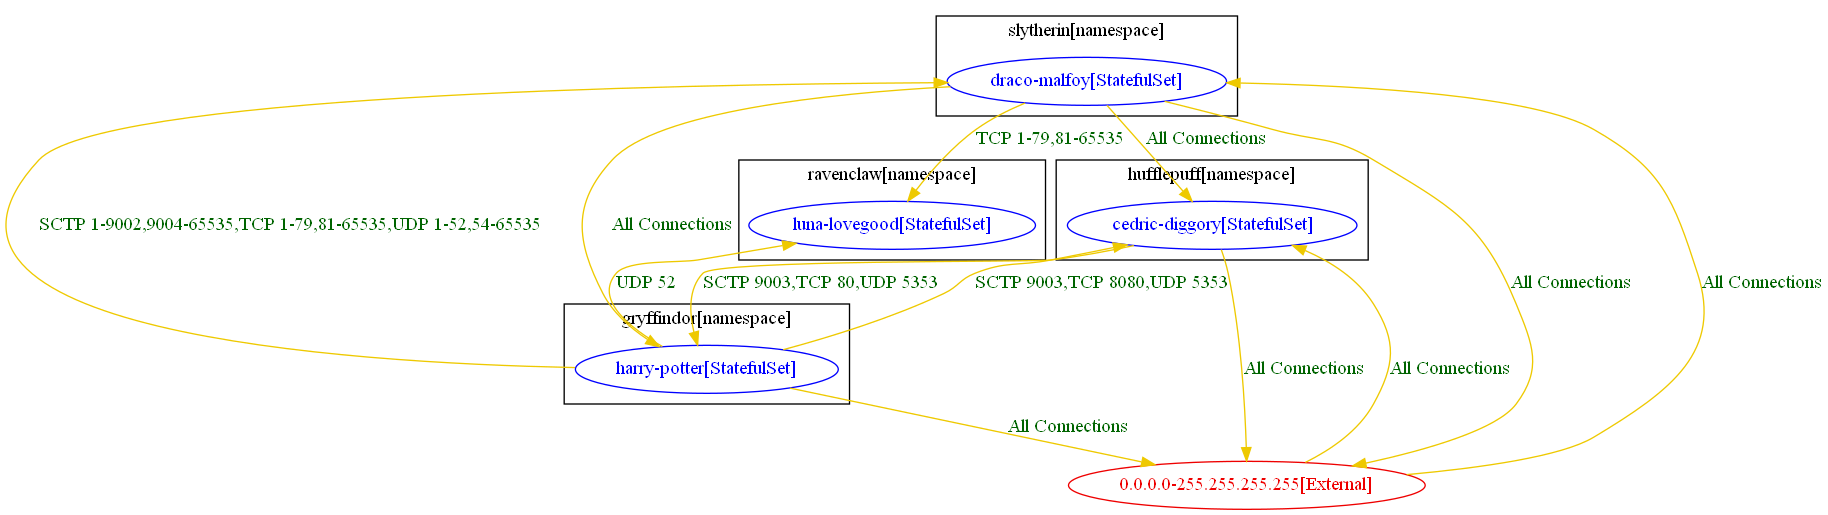 slytherin[namespace]
draco-malfoy[StatefulSet]
TCP 1-79,81-65535
All Connections
ravenclaw[namespace]
hufflepuff[namespace]
SCTP 1-9002,9004-65535,TCP 1-79,81-65535,UDP 1-52,54-65535
All Connections
luna-lovegood[StatefulSet]
cedric-diggory[StatefulSet]
UDP 52
SCTP 9003,TCP 80,UDP 5353
SCTP 9003,TCP 8080,UDP 5353
All Connections
All Connections
gryffindor[namespace]
harry-potter[StatefulSet]
All Connections
All Connections
All Connections
0.0.0.0-255.255.255.255[External]